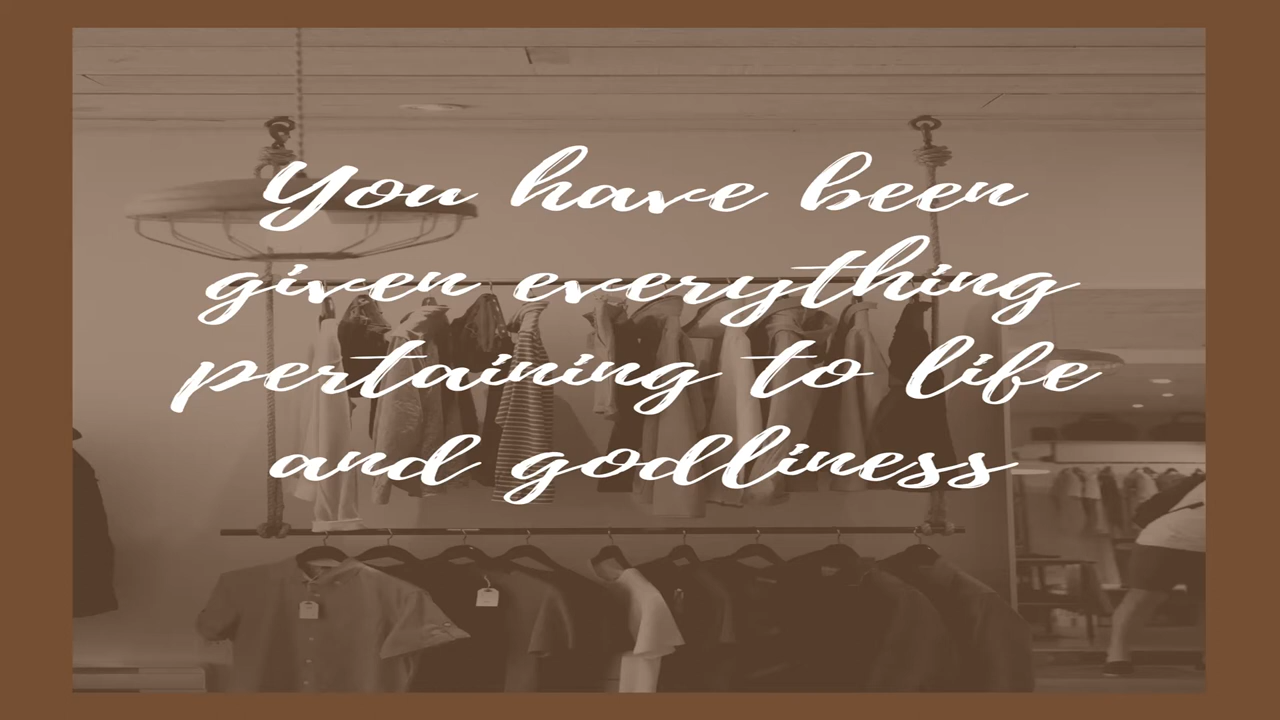 You have been
given everything
pertaining to life
and godliness